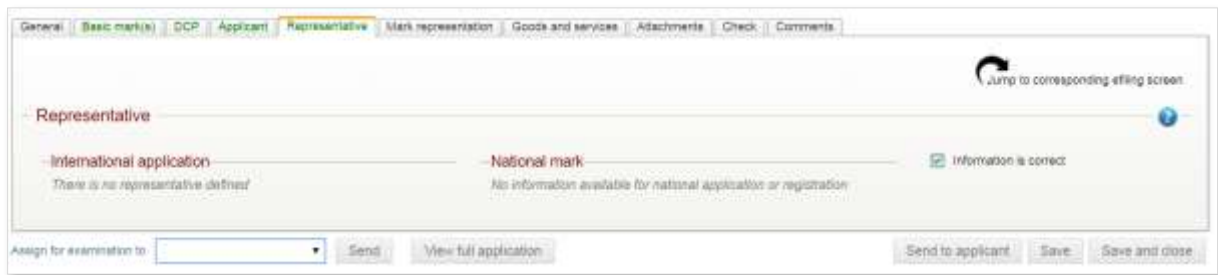 General Basic mark(s) DCP Applicant Representative Mark representation Goods and services Attachments Check Comments
Jump to corresponding efiling screen
Representative
International application National mark Information is correct
There is no representative defined No information available for national application or registration
Assign for examination to Send View full application Send to applicant Save Save and close